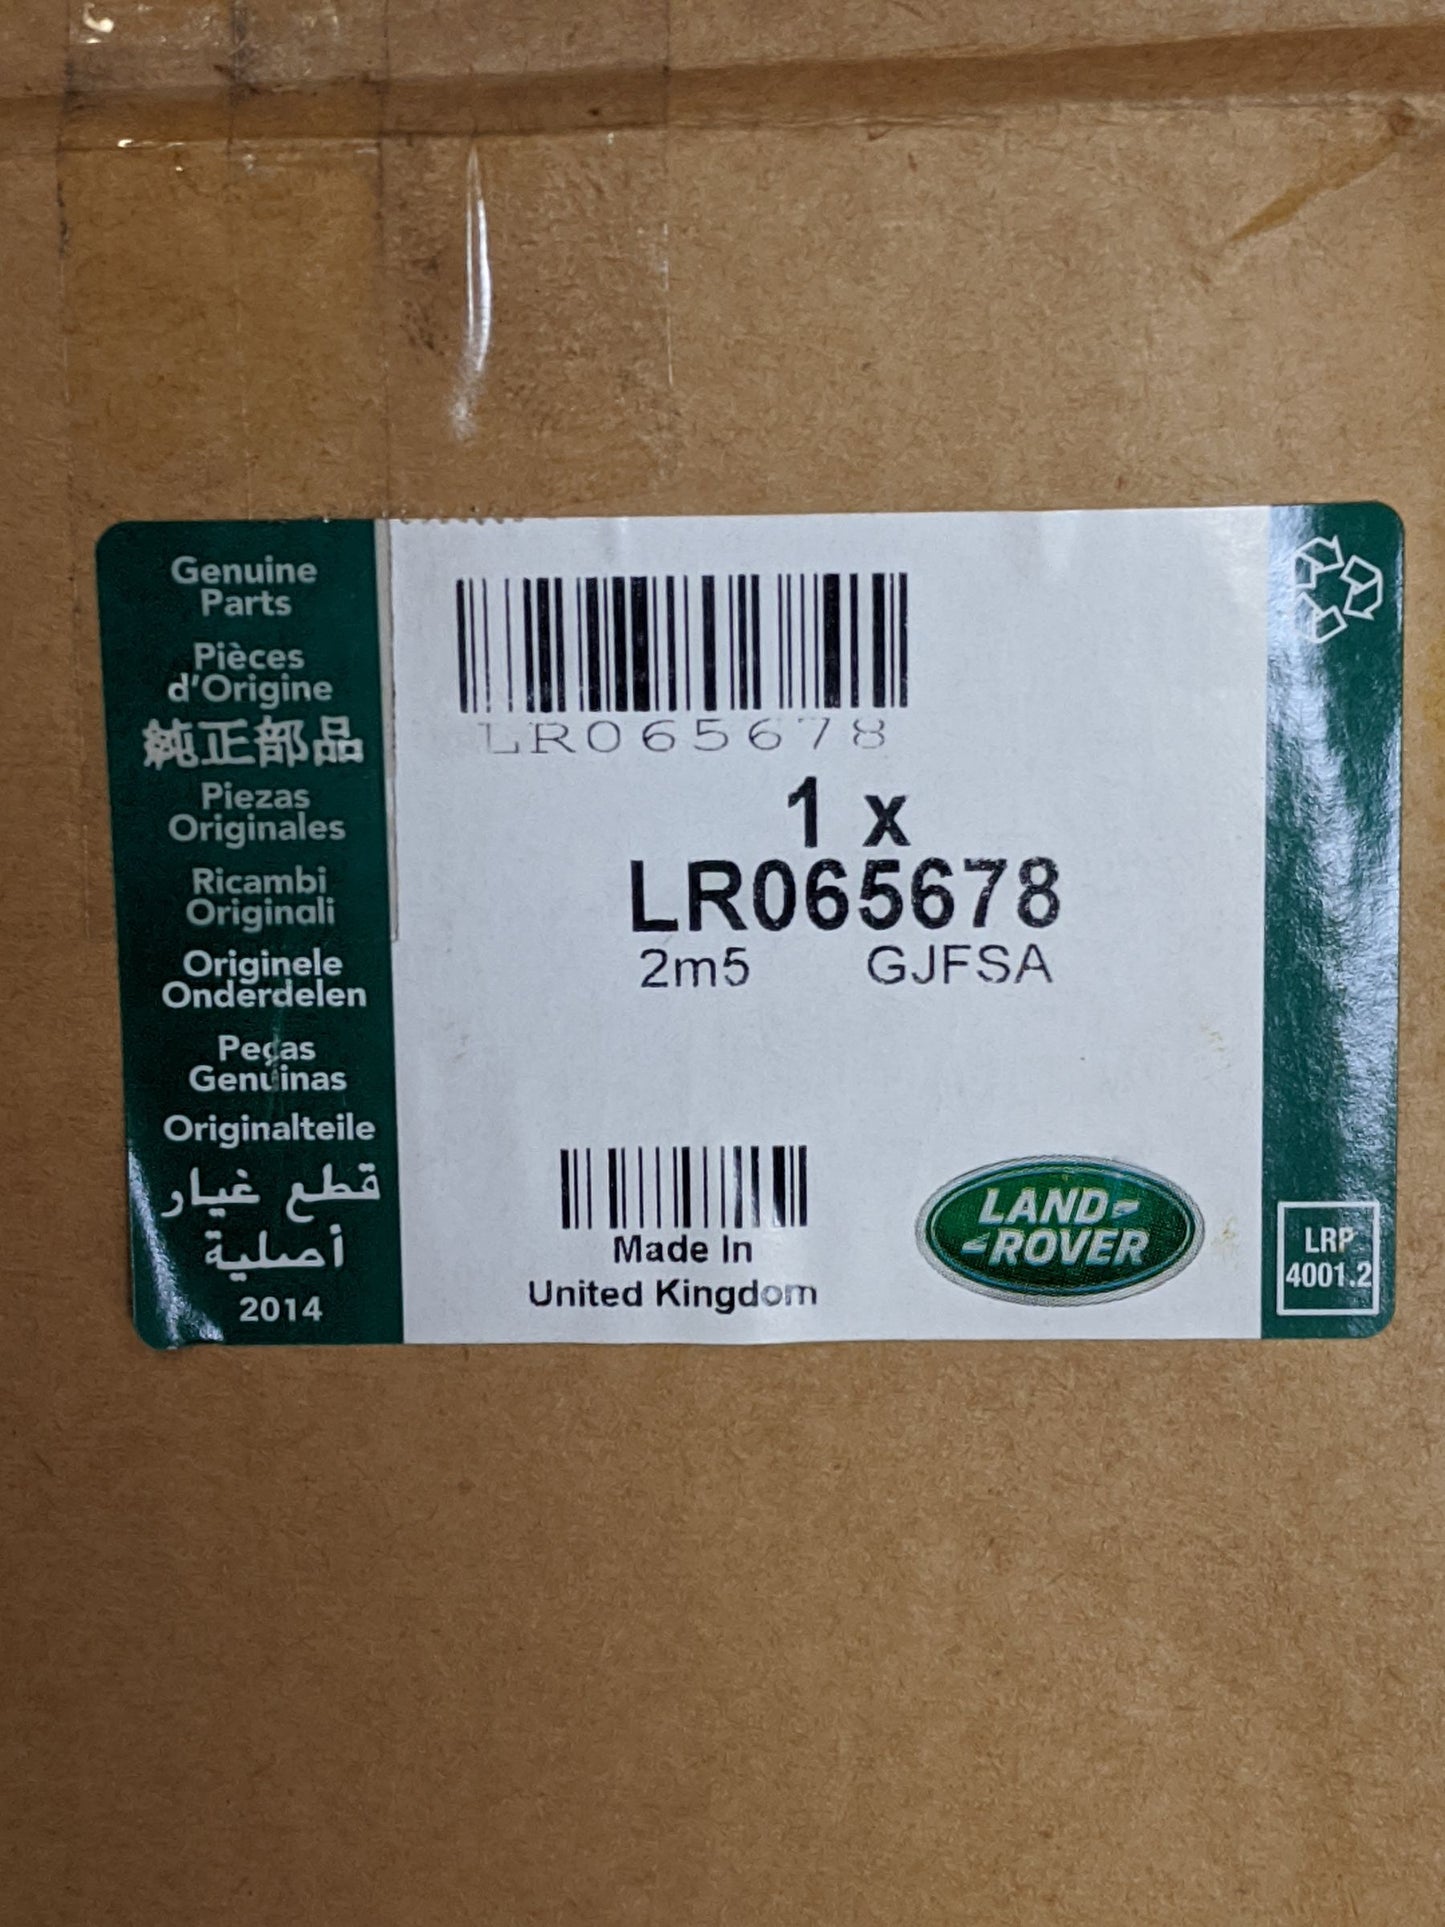 Genuine
Parts
Pièces
d'Origine
純正部品
Piezas
Originales
Ricambi
Originali
Originele
Onderdelen
Peças
Genuinas
Originalteile
قطع غيار
أصلية
2014
LR065678
1 x
LR065678
2m5 GJFSA
Made In
United Kingdom
LAND-
-ROVER
LRP
4001.2